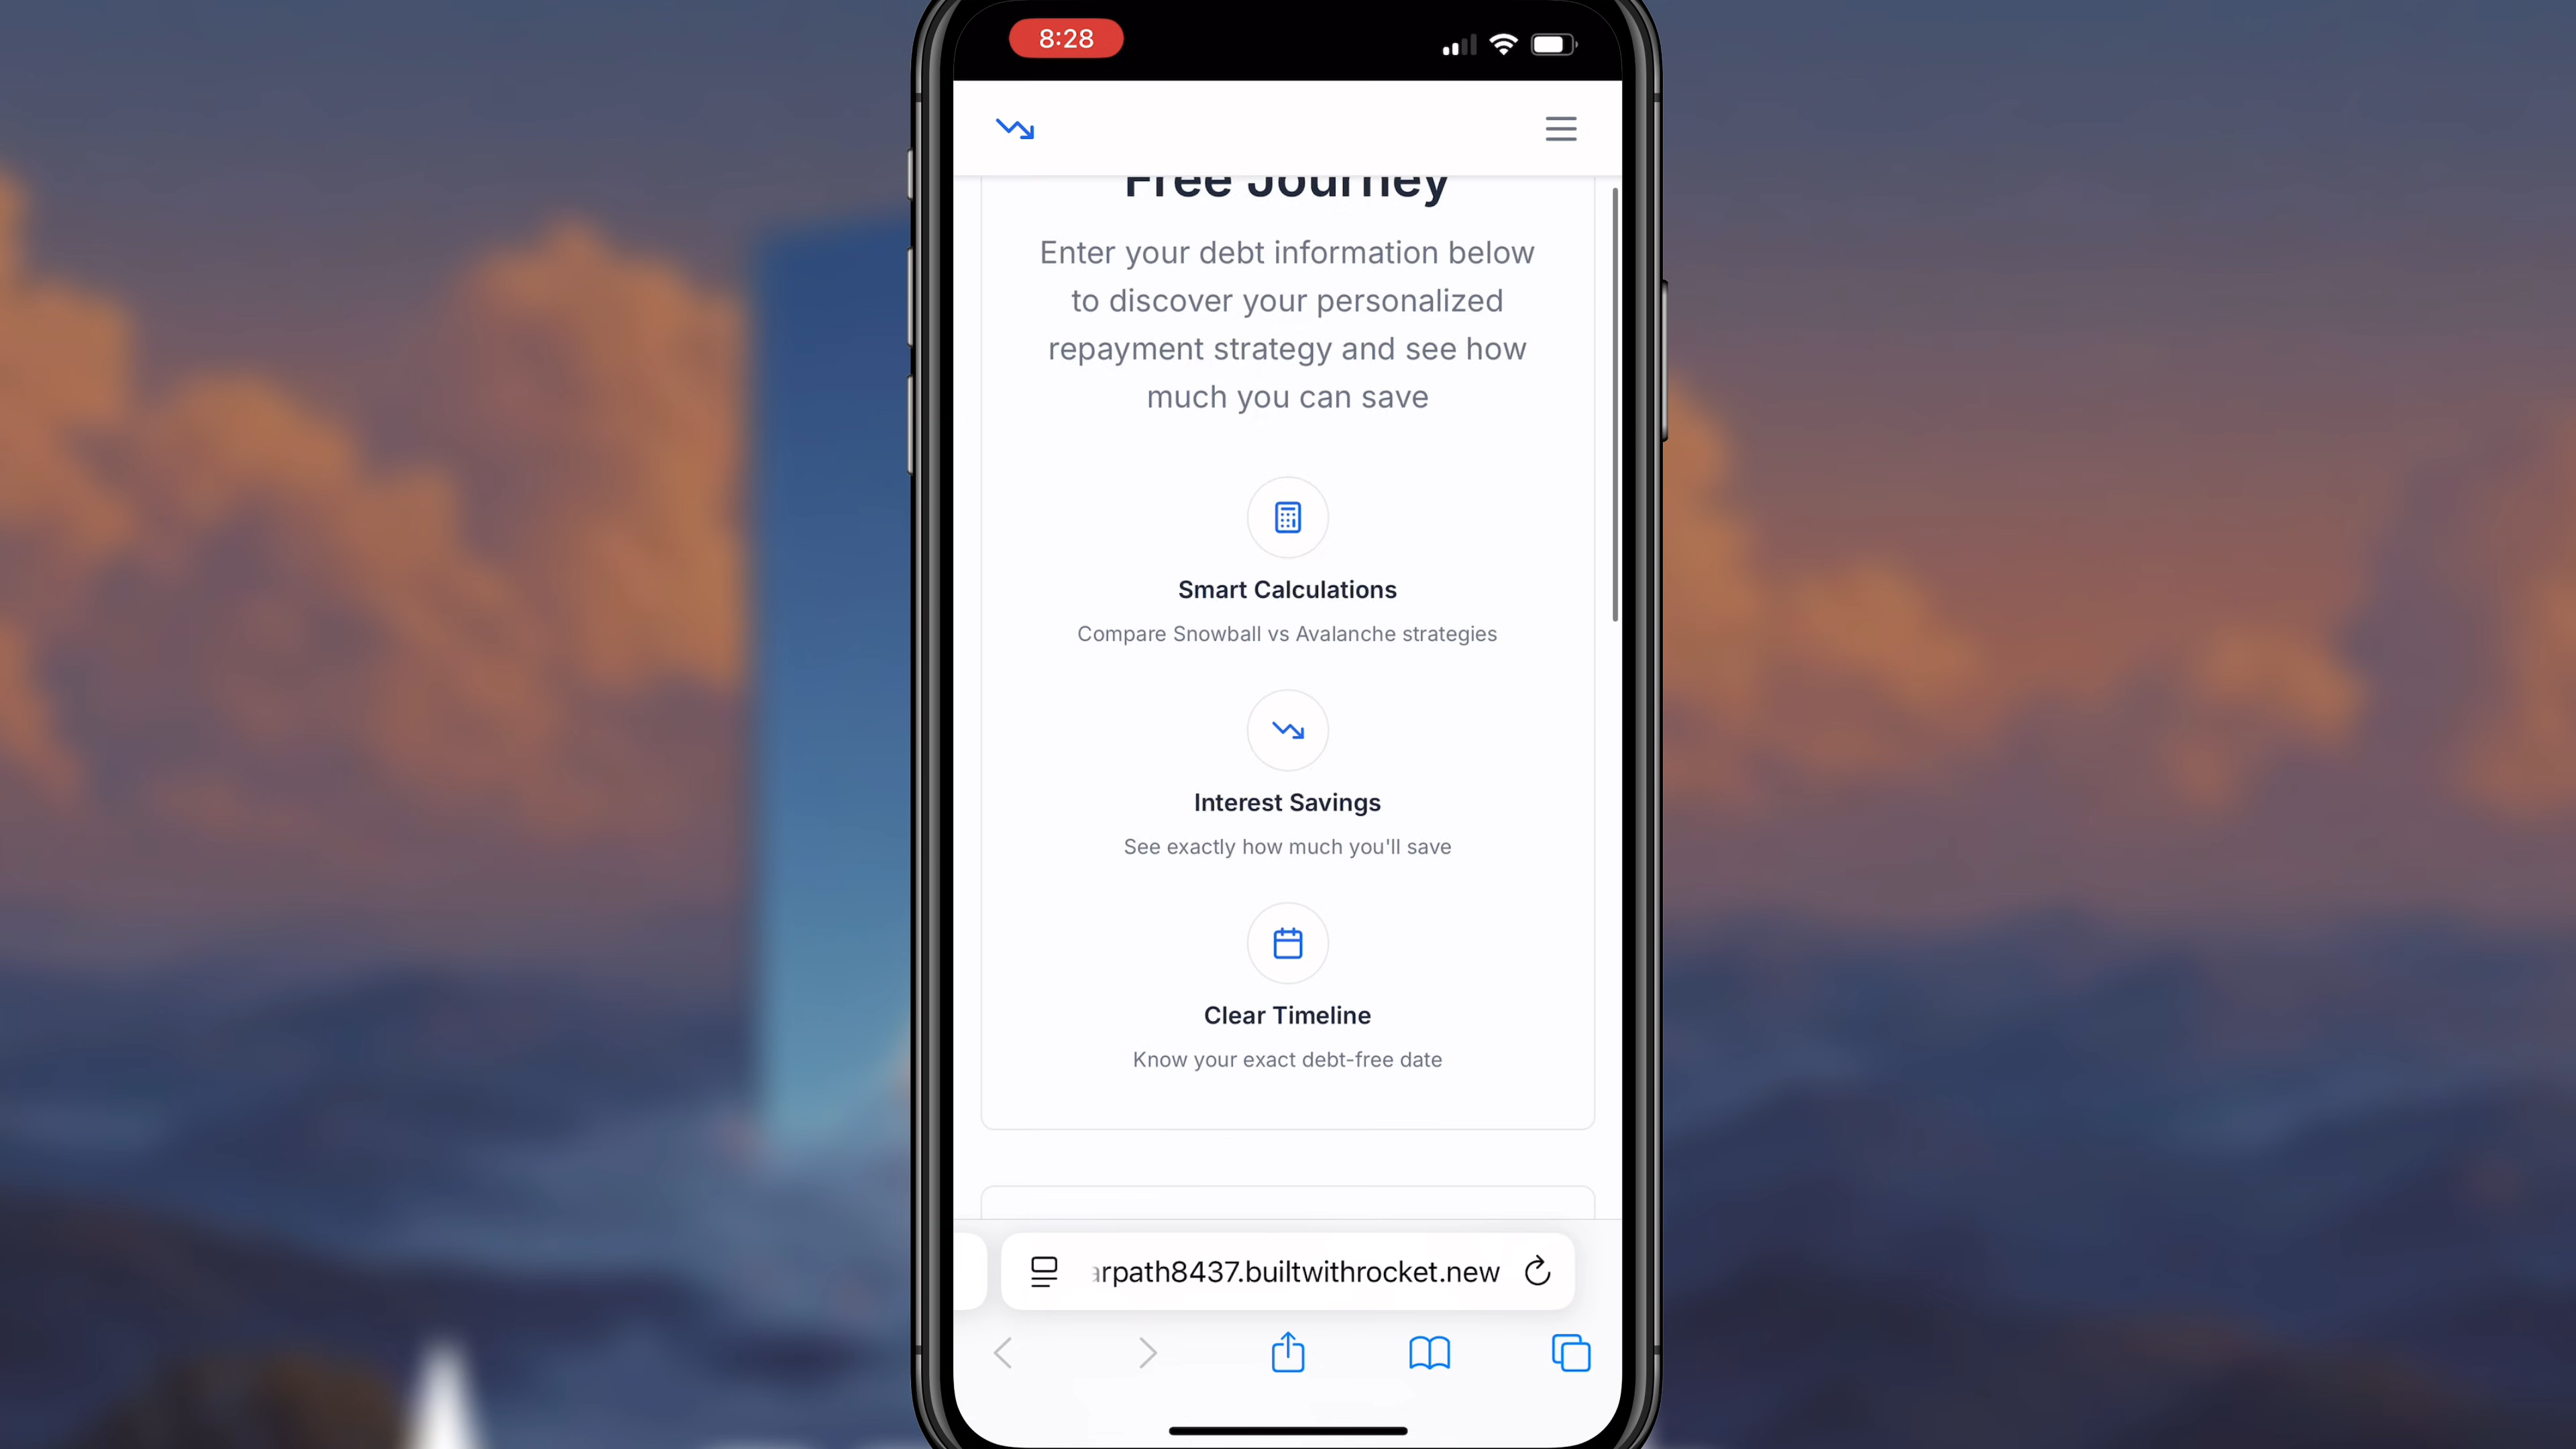 8:28
Free Journey
Enter your debt information below
to discover your personalized
repayment strategy and see how
much you can save
Smart Calculations
Compare Snowball vs Avalanche strategies
Interest Savings
See exactly how much you'll save
Clear Timeline
Know your exact debt-free date
arpath8437.builtwithrocket.new